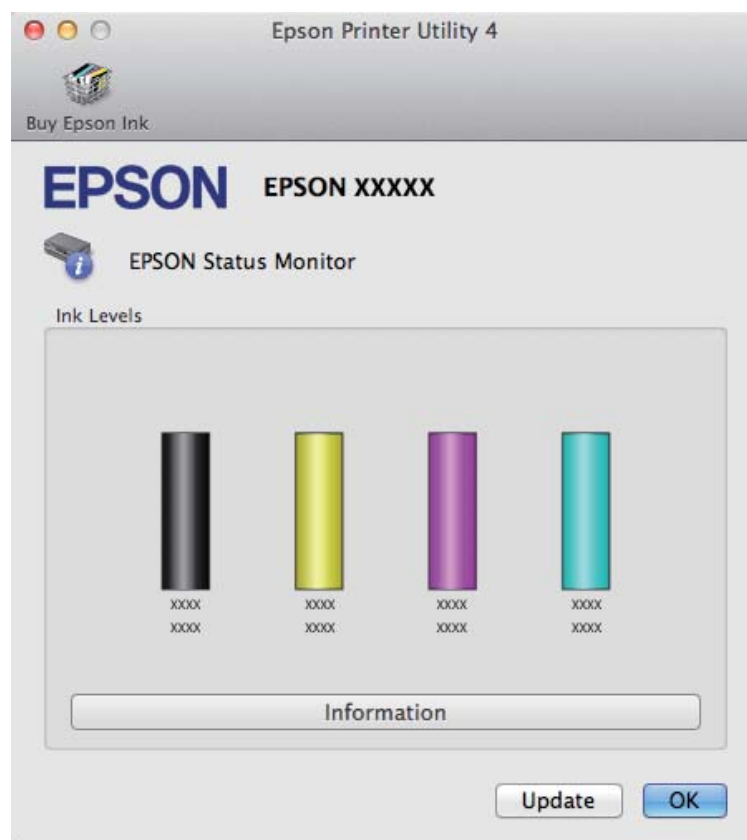 Epson Printer Utility 4
Buy Epson Ink
EPSON EPSON XXXXX
EPSON Status Monitor
Ink Levels
xxxx xxxx xxxx xxxx
xxxx xxxx xxxx xxxx
Information
Update OK